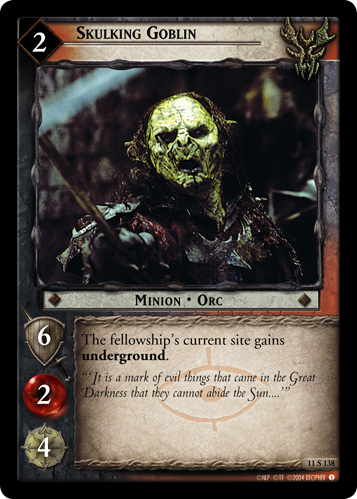 2 Skulking Goblin
Minion • Orc
6
The fellowship's current site gains
underground.
2
"'It is a mark of evil things that came in the Great
Darkness that they cannot abide the Sun....'"
4
11 S 138
©NLP ©TE ©2004 DECIPHER